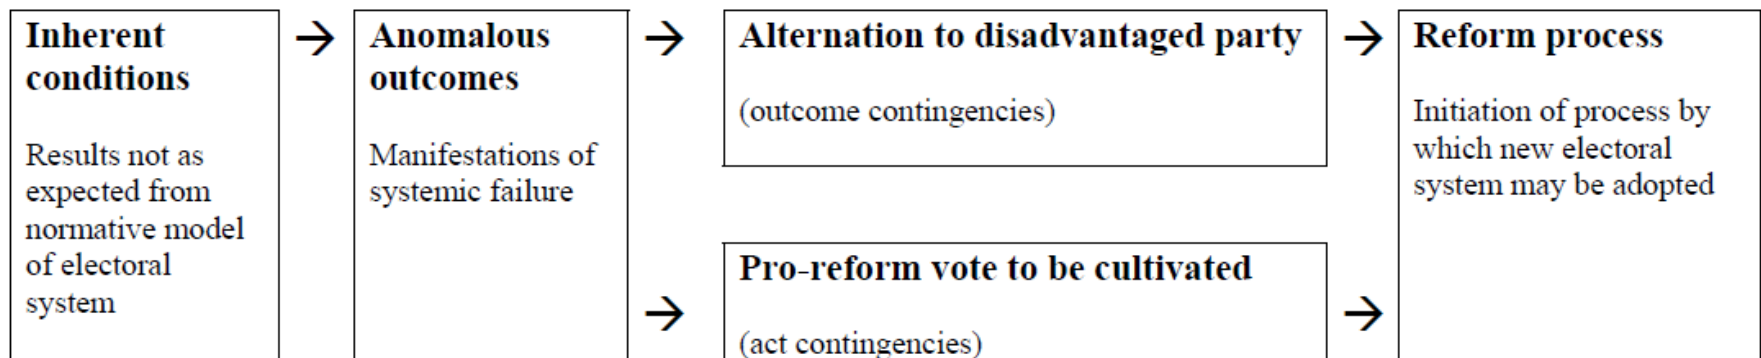 Inherent
conditions
Results not as
expected from
normative model
of electoral
system
→
Anomalous
outcomes
Manifestations of
systemic failure
→
Alternation to disadvantaged party
(outcome contingencies)
→
Pro-reform vote to be cultivated
(act contingencies)
→
→
Reform process
Initiation of process by
which new electoral
system may be adopted